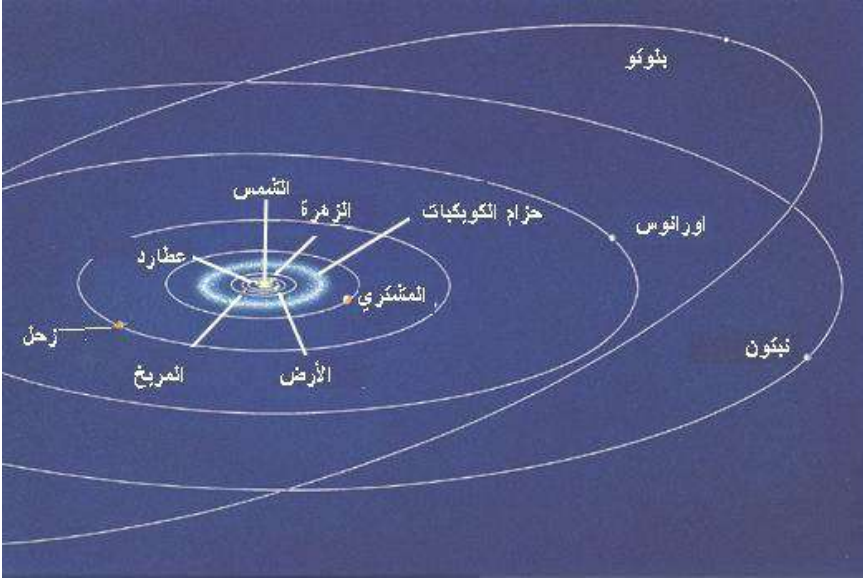 بلوتو
الشمس
الزهرة
حزام الكويكبات
اورانوس
عطارد
المشتري
زحل
نبتون
المريخ
الأرض